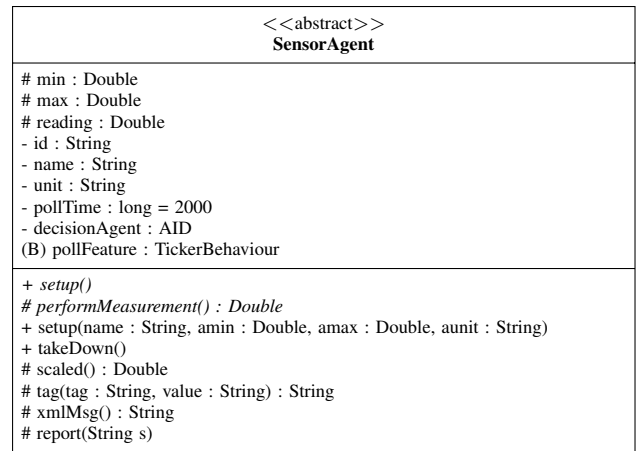 <<abstract>>
SensorAgent
# min : Double
# max : Double
# reading : Double
- id : String
- name : String
- unit : String
- pollTime : long = 2000
- decisionAgent : AID
(B) pollFeature : TickerBehaviour
+ setup()
# performMeasurement() : Double
+ setup(name : String, amin : Double, amax : Double, aunit : String)
+ takeDown()
# scaled() : Double
# tag(tag : String, value : String) : String
# xmlMsg() : String
# report(String s)